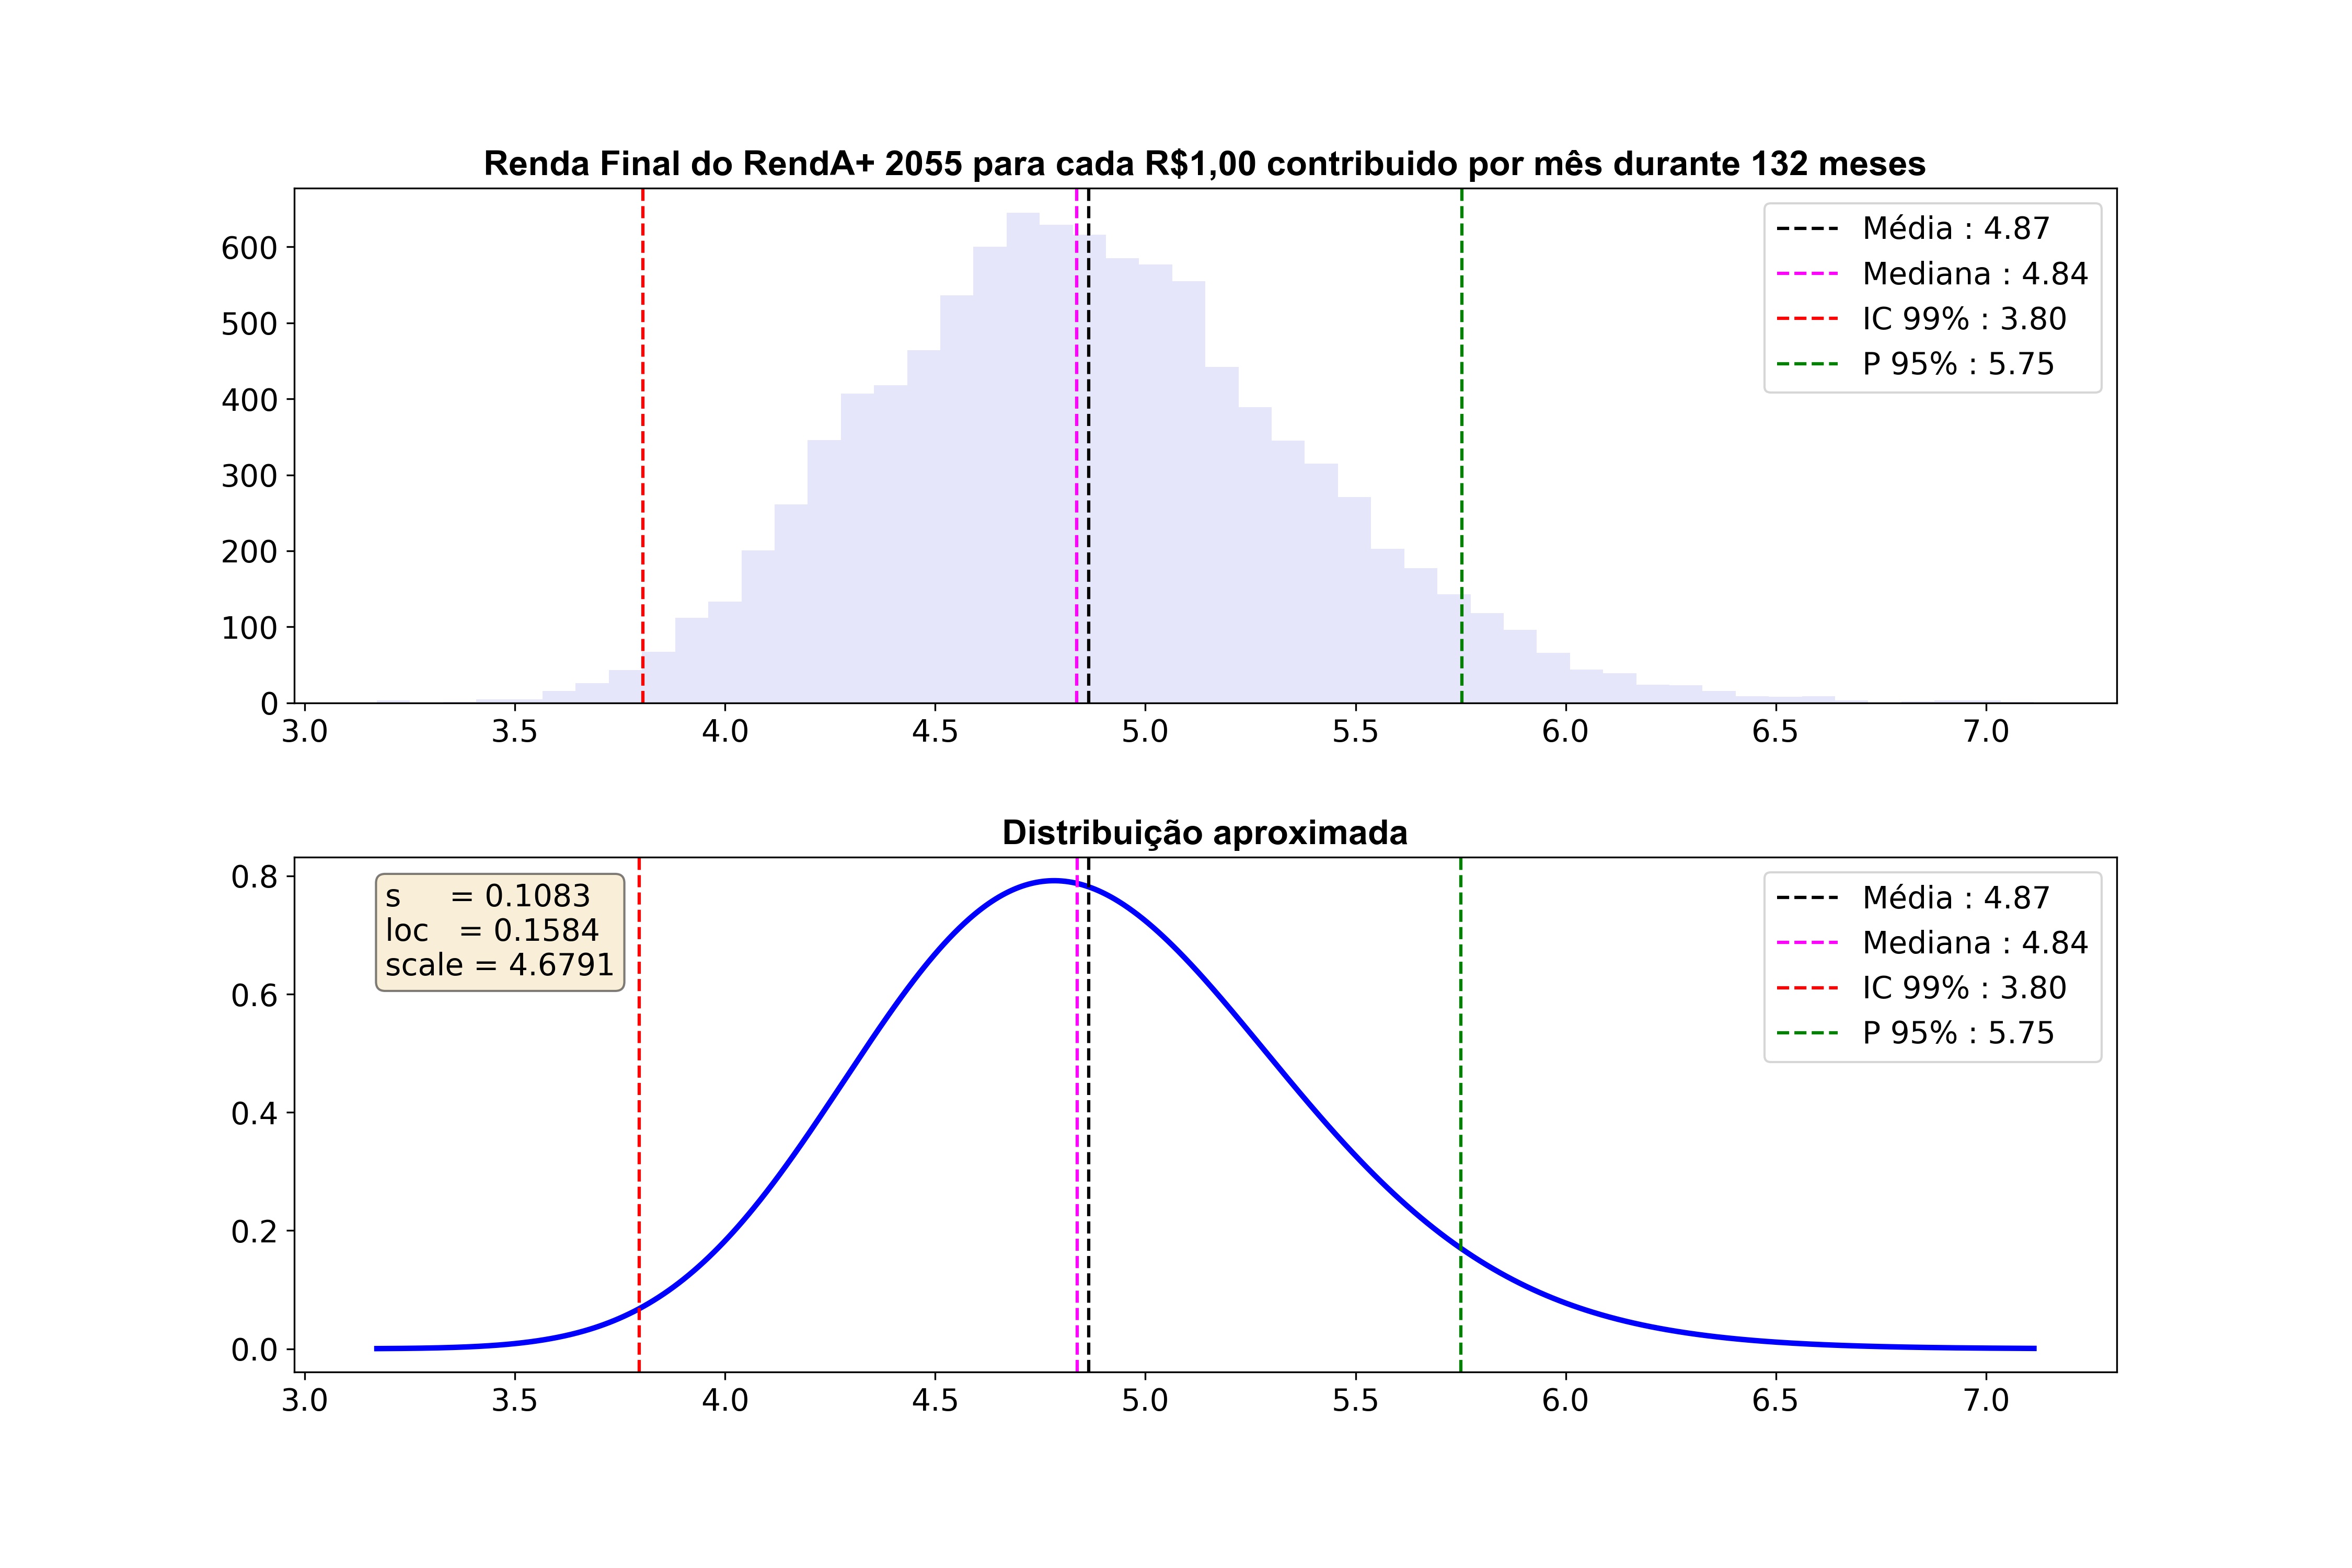 Renda Final do RendA+ 2055 para cada R$1,00 contribuido por mês durante 132 meses
600
500
400
300
200
100
0
3.0 3.5 4.0 4.5 5.0 5.5 6.0 6.5 7.0
Média : 4.87
Mediana : 4.84
IC 99% : 3.80
P 95% : 5.75
Distribuição aproximada
0.8
0.6
0.4
0.2
0.0
3.0 3.5 4.0 4.5 5.0 5.5 6.0 6.5 7.0
s = 0.1083
loc = 0.1584
scale = 4.6791
Média : 4.87
Mediana : 4.84
IC 99% : 3.80
P 95% : 5.75